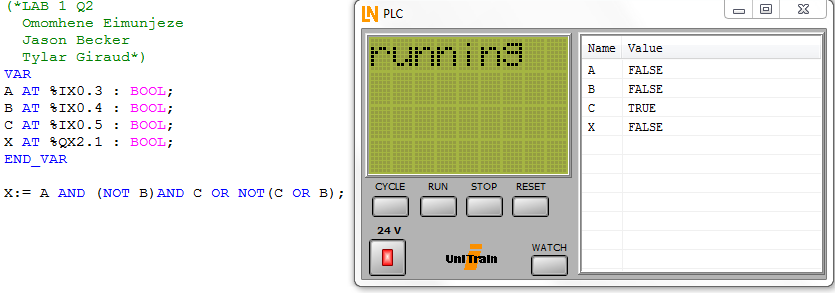 (*LAB 1 Q2
Omomhene Eimunjeze
Jason Becker
Tylar Giraud*)
VAR
A AT %IX0.3 : BOOL;
B AT %IX0.4 : BOOL;
C AT %IX0.5 : BOOL;
X AT %QX2.1 : BOOL;
END_VAR
X:= A AND (NOT B)AND C OR NOT(C OR B);
LN PLC
running
CYCLE RUN STOP RESET
24 V
UniTrain
WATCH
Name Value
A FALSE
B FALSE
C TRUE
X FALSE